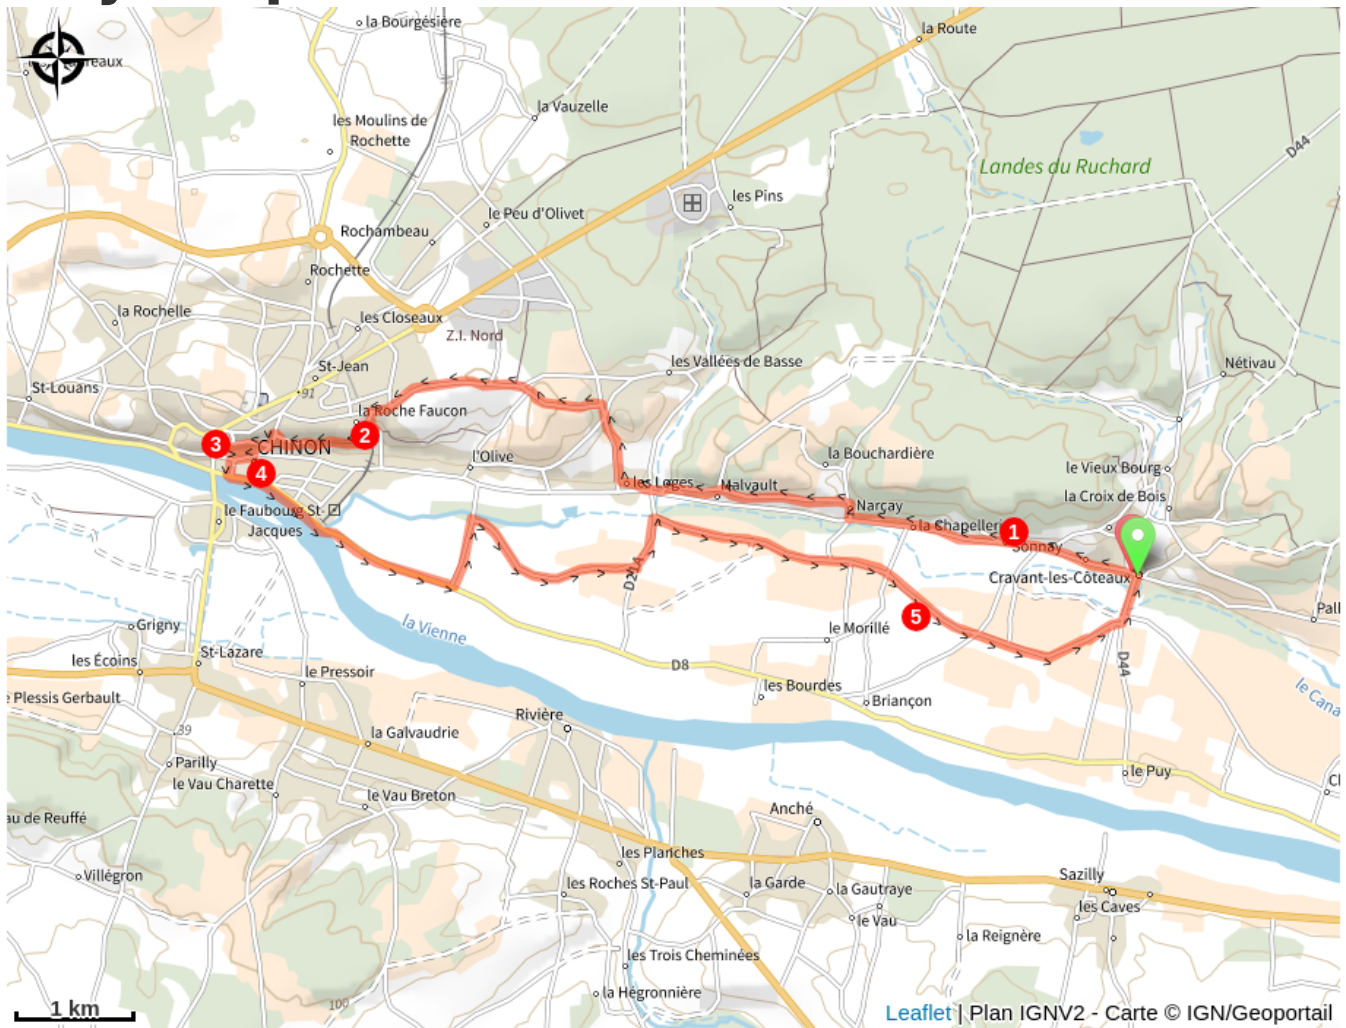 la Bourgésière
la Route
la Vauzelle
les Moulins de
Rochette
D44
Landes du Ruchard
les Pins
le Peu d'Olivet
Rochambeau
Rochette
la Rochelle
les Closeaux
Z.I. Nord
St-Jean
les Vallées de Basse
Nétivau
St-Louans
91
la Roche Faucon
2
3
CHINON
l'Olive
la Bouchardière
4
les Loges
Malvault
le Vieux Bourg
la Croix de Bois
Narçay
le Faubourg St-
Jacques
la Chapelle
1
Sonnay
D21A
Cravant-les-Côteaux
Grigny
la Vienne
5
le Morillé
St-Lazare
les Écoins
le Pressoir
D8
D44
Plessis Gerbault
les Bourdes
Briançon
le Cana
Rivière
39
la Galvaudrie
Parilly
le Puy
le Vau Charette
le Vau Breton
Anché
au de Reuffé
les Planches
Villégron
les Roches St-Paul
la Garde
la Gautraye
Sazilly
les Caves
le Vau
la Reignère
les Trois Cheminées
la Hégronnière
100
1 km
Leaflet | Plan IGNV2 - Carte © IGN/Geoportail